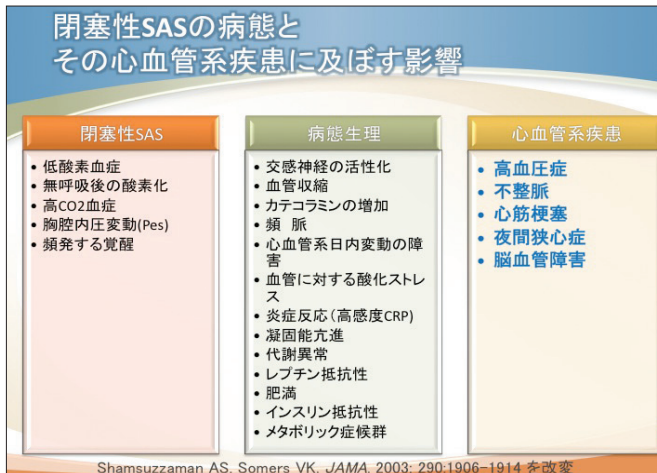 閉塞性SASの病態と
その心血管系疾患に及ぼす影響
閉塞性SAS
• 低酸素血症
• 無呼吸後の酸素化
• 高CO2血症
• 胸腔内圧変動(Pes)
• 頻発する覚醒
病態生理
• 交感神経の活性化
• 血管収縮
• カテコラミンの増加
• 頻 脈
• 心血管系日内変動の障
害
• 血管に対する酸化ストレ
ス
• 炎症反応(高感度CRP)
• 凝固能亢進
• 代謝異常
• レプチン抵抗性
• 肥満
• インスリン抵抗性
• メタボリック症候群
心血管系疾患
• 高血圧症
• 不整脈
• 心筋梗塞
• 夜間狭心症
• 脳血管障害
Shamsuzzaman AS, Somers VK. JAMA. 2003; 290:1906-1914 を改変